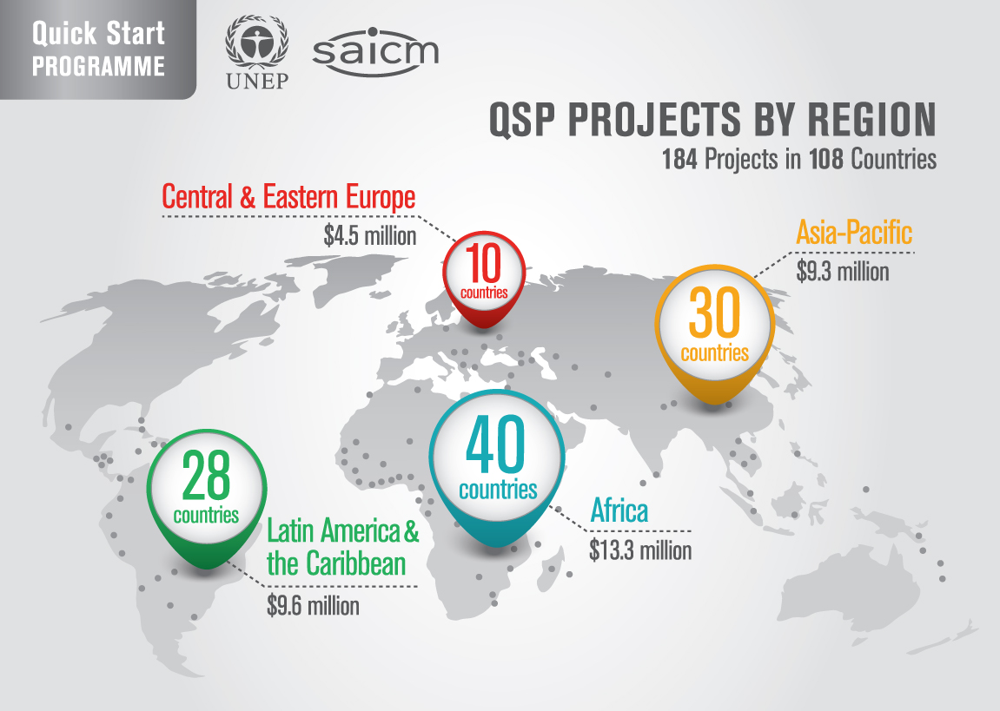 Quick Start
PROGRAMME
UNEP
saicm
QSP PROJECTS BY REGION
184 Projects in 108 Countries
Central & Eastern Europe
$4.5 million
10
countries
Asia-Pacific
$9.3 million
30
countries
40
countries
Africa
$13.3 million
28
countries
Latin America &
the Caribbean
$9.6 million